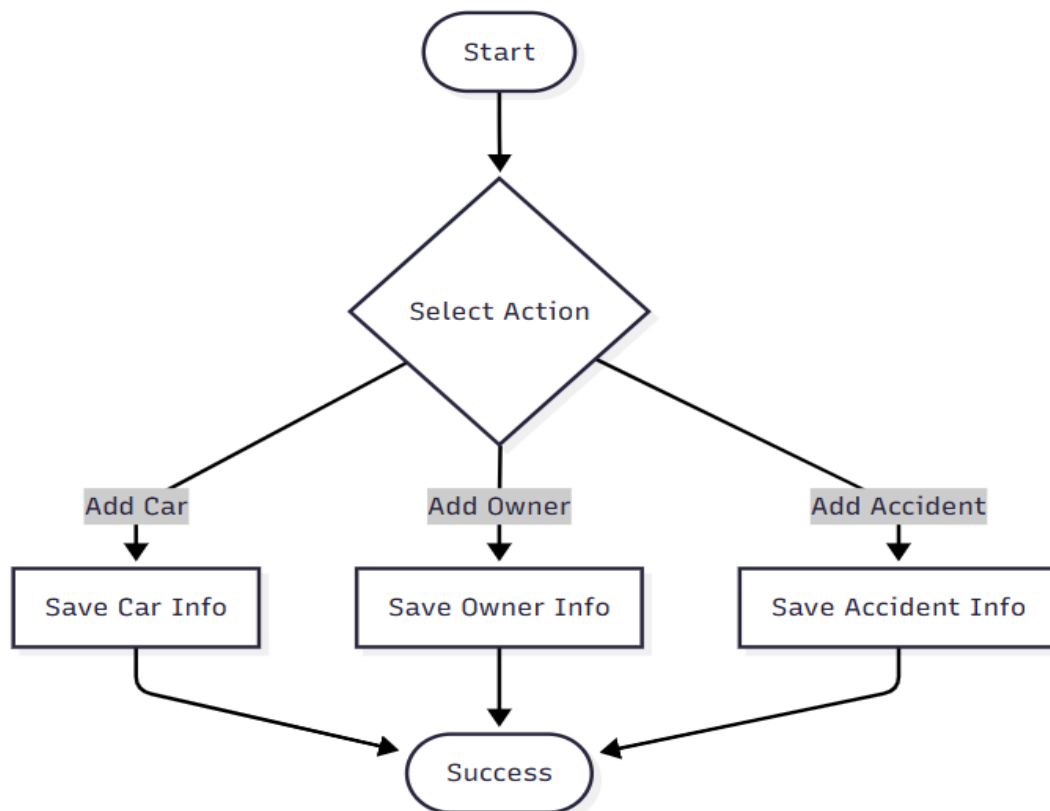 Start
Select Action
Add Car
Add Owner
Add Accident
Save Car Info
Save Owner Info
Save Accident Info
Success